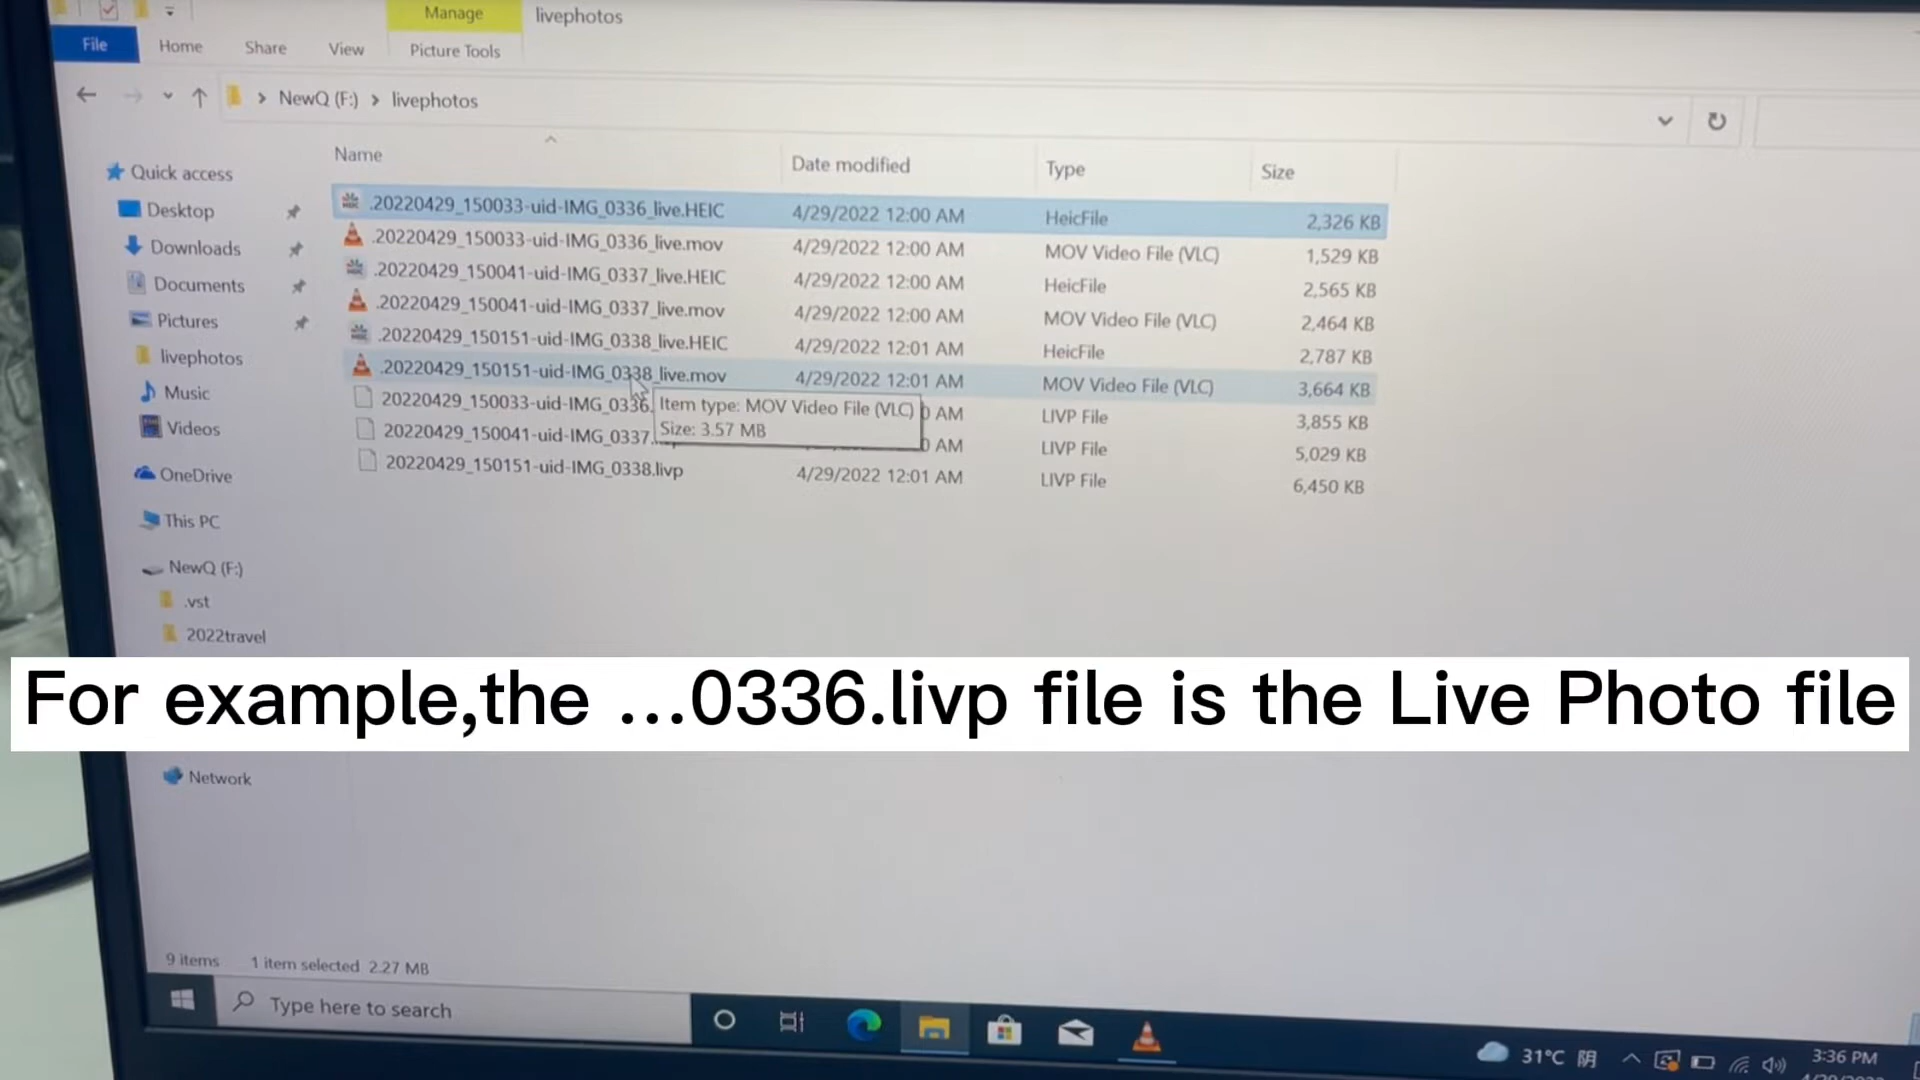 Manage livephotos
File Home Share View Picture Tools
NewQ (F:) livephotos
Name Date modified Type Size
Quick access
Desktop
Downloads
Documents
Pictures
livephotos
Music
Videos
OneDrive
This PC
NewQ (F:)
.vst
2022travel
Network
.20220429_150033-uid-IMG_0336_live.HEIC 4/29/2022 12:00 AM HeicFile 2,326 KB
.20220429_150033-uid-IMG_0336_live.mov 4/29/2022 12:00 AM MOV Video File (VLC) 1,529 KB
.20220429_150041-uid-IMG_0337_live.HEIC 4/29/2022 12:00 AM HeicFile 2,565 KB
.20220429_150041-uid-IMG_0337_live.mov 4/29/2022 12:00 AM MOV Video File (VLC) 2,464 KB
.20220429_150151-uid-IMG_0338_live.HEIC 4/29/2022 12:01 AM HeicFile 2,787 KB
.20220429_150151-uid-IMG_0338_live.mov 4/29/2022 12:01 AM MOV Video File (VLC) 3,664 KB
20220429_150033-uid-IMG_0336. AM LIVP File 3,855 KB
20220429_150041-uid-IMG_0337. AM LIVP File 5,029 KB
20220429_150151-uid-IMG_0338.livp 4/29/2022 12:01 AM LIVP File 6,450 KB
Item type: MOV Video File (VLC)
Size: 3.57 MB
For example,the ...0336.livp file is the Live Photo file
9 items 1 item selected 2.27 MB
Type here to search
31°C 阴 3:36 PM